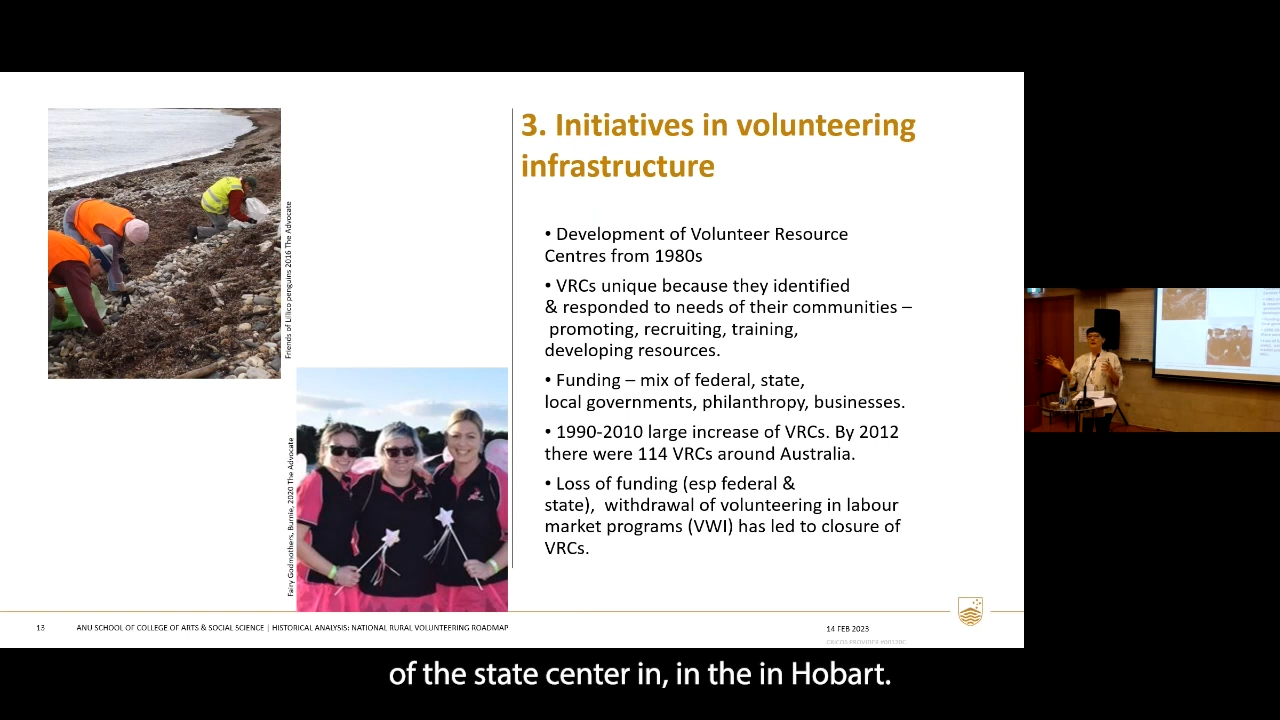 3. Initiatives in volunteering
infrastructure
• Development of Volunteer Resource
Centres from 1980s
• VRCs unique because they identified
& responded to needs of their communities –
promoting, recruiting, training,
developing resources.
• Funding – mix of federal, state,
local governments, philanthropy, businesses.
• 1990-2010 large increase of VRCs. By 2012
there were 114 VRCs around Australia.
• Loss of funding (esp federal &
state),  withdrawal of volunteering in labour
market programs (VWI) has led to closure of
VRCs.
Friends of Lillico penguins 2016 The Advocate
Fairy Godmothers, Burnie, 2020 The Advocate
13
ANU SCHOOL OF COLLEGE OF ARTS & SOCIAL SCIENCE | HISTORICAL ANALYSIS: NATIONAL RURAL VOLUNTEERING ROADMAP
14 FEB 2023
CRICOS PROVIDER #00120C
of the state center in, in the in Hobart.